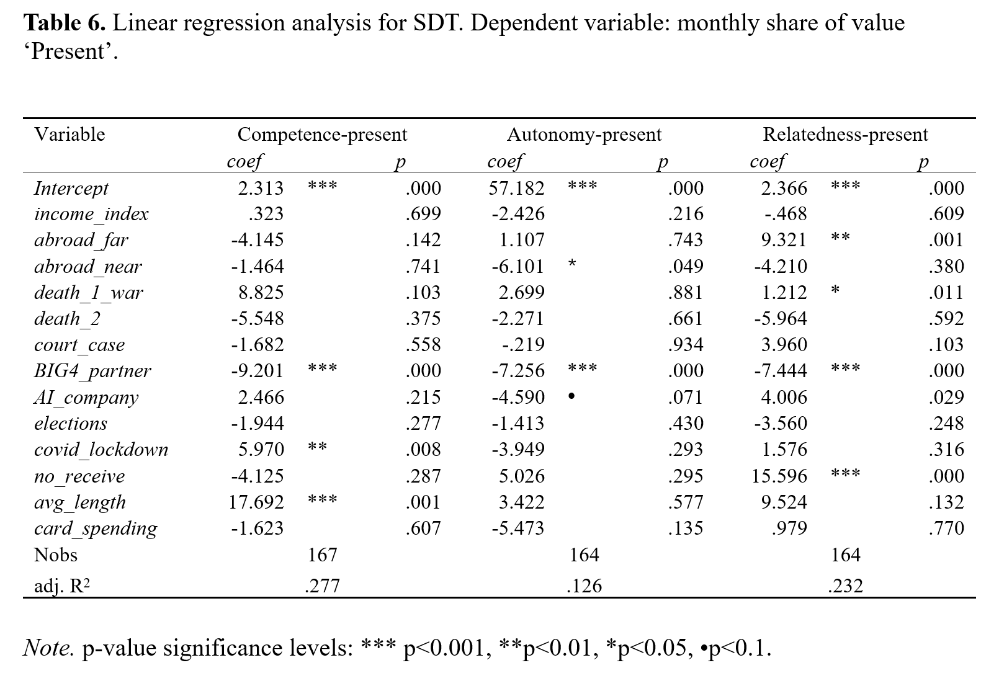 Table 6. Linear regression analysis for SDT. Dependent variable: monthly share of value
‘Present’.
Variable Competence-present Autonomy-present Relatedness-present
coef p coef p coef p
Intercept 2.313 *** .000 57.182 *** .000 2.366 *** .000
income_index .323 .699 -2.426 .216 -.468 .609
abroad_far -4.145 .142 1.107 .743 9.321 ** .001
abroad_near -1.464 .741 -6.101 * .049 -4.210 .380
death_1_war 8.825 .103 2.699 .881 1.212 * .011
death_2 -5.548 .375 -2.271 .661 -5.964 .592
court_case -1.682 .558 -.219 .934 3.960 .103
BIG4_partner -9.201 *** .000 -7.256 *** .000 -7.444 *** .000
AI_company 2.466 .215 -4.590 • .071 4.006 .029
elections -1.944 .277 -1.413 .430 -3.560 .248
covid_lockdown 5.970 ** .008 -3.949 .293 1.576 .316
no_receive -4.125 .287 5.026 .295 15.596 *** .000
avg_length 17.692 *** .001 3.422 .577 9.524 .132
card_spending -1.623 .607 -5.473 .135 .979 .770
Nobs 167 164 164
adj. R² .277 .126 .232
Note. p-value significance levels: *** p<0.001, **p<0.01, *p<0.05, •p<0.1.